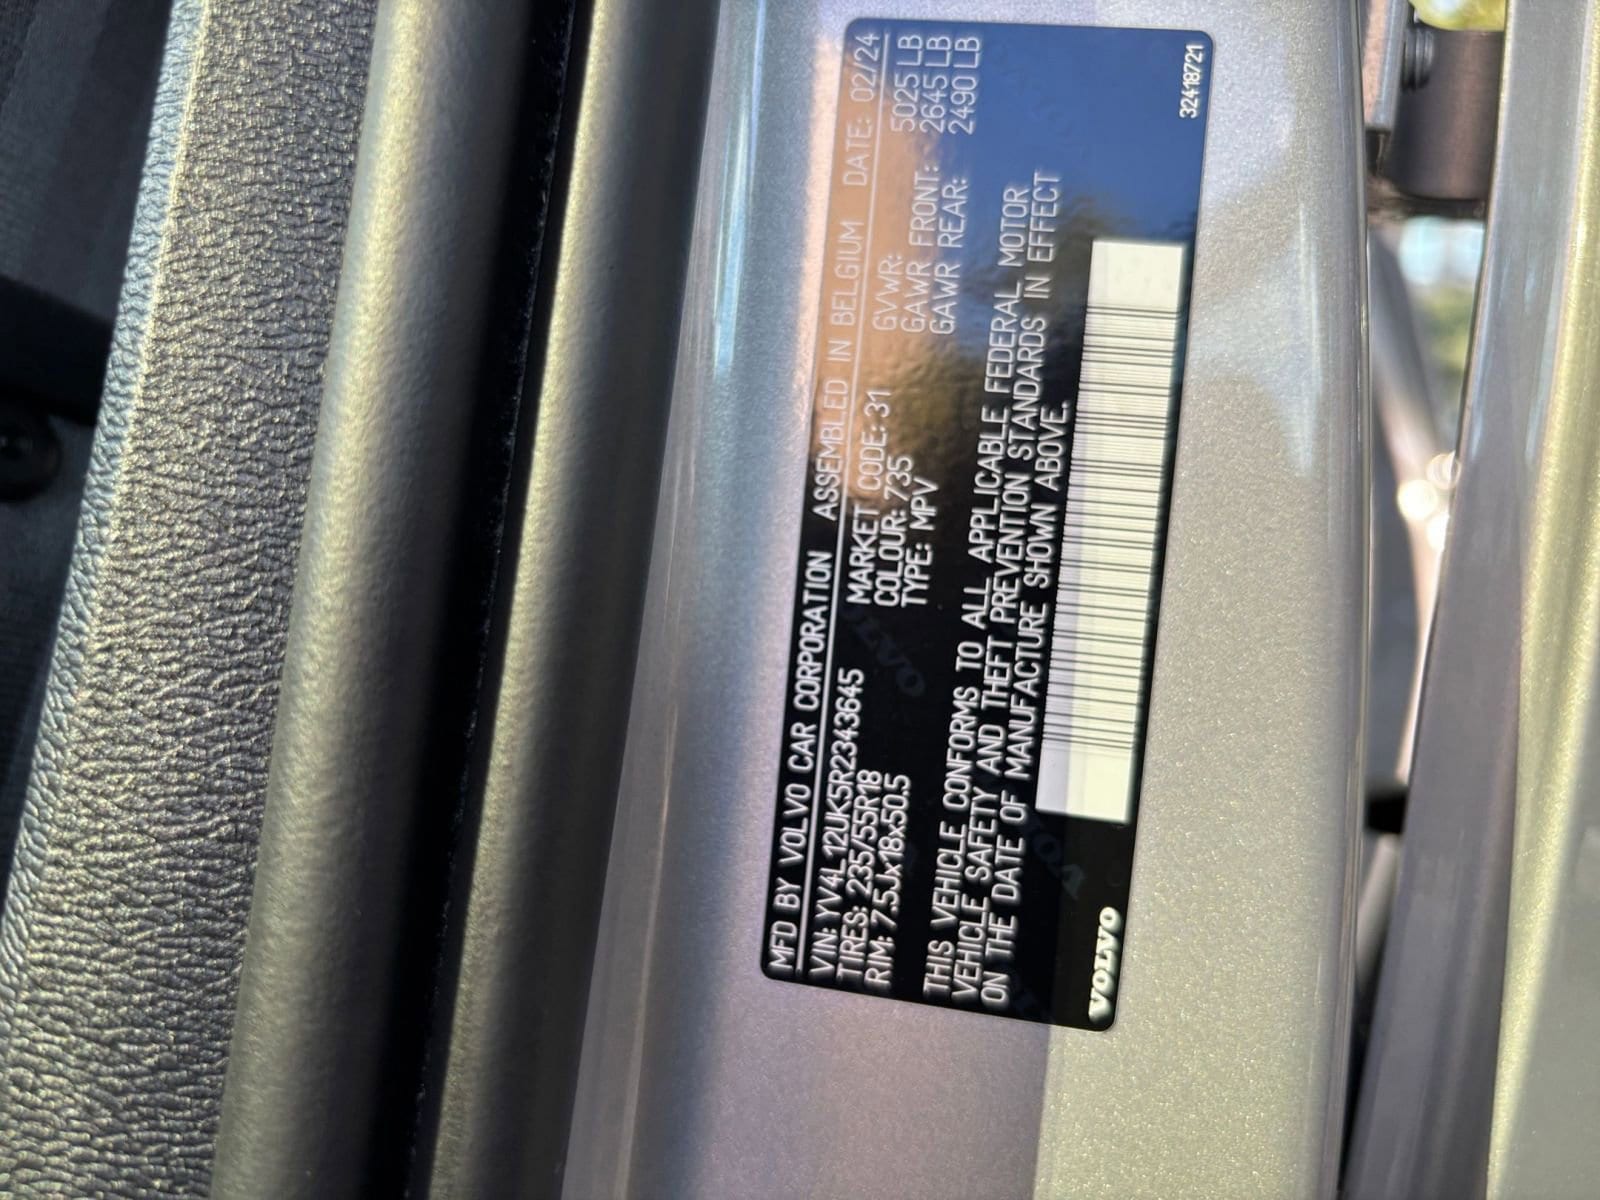 MFD BY VOLVO CAR CORPORATION ASSEMBLED IN BELGIUM DATE: 02/24
VIN: YV4L12UK5R2343645 MARKET CODE: 31 GVWR: 5025 LB
TIRES: 235/55R18 COLOUR: 735 GAWR FRONT: 2645 LB
RIM: 7.5Jx18x50.5 TYPE: MPV GAWR REAR: 2490 LB
THIS VEHICLE CONFORMS TO ALL APPLICABLE FEDERAL MOTOR
VEHICLE SAFETY AND THEFT PREVENTION STANDARDS IN EFFECT
ON THE DATE OF MANUFACTURE SHOWN ABOVE.
VOLVO 32418721